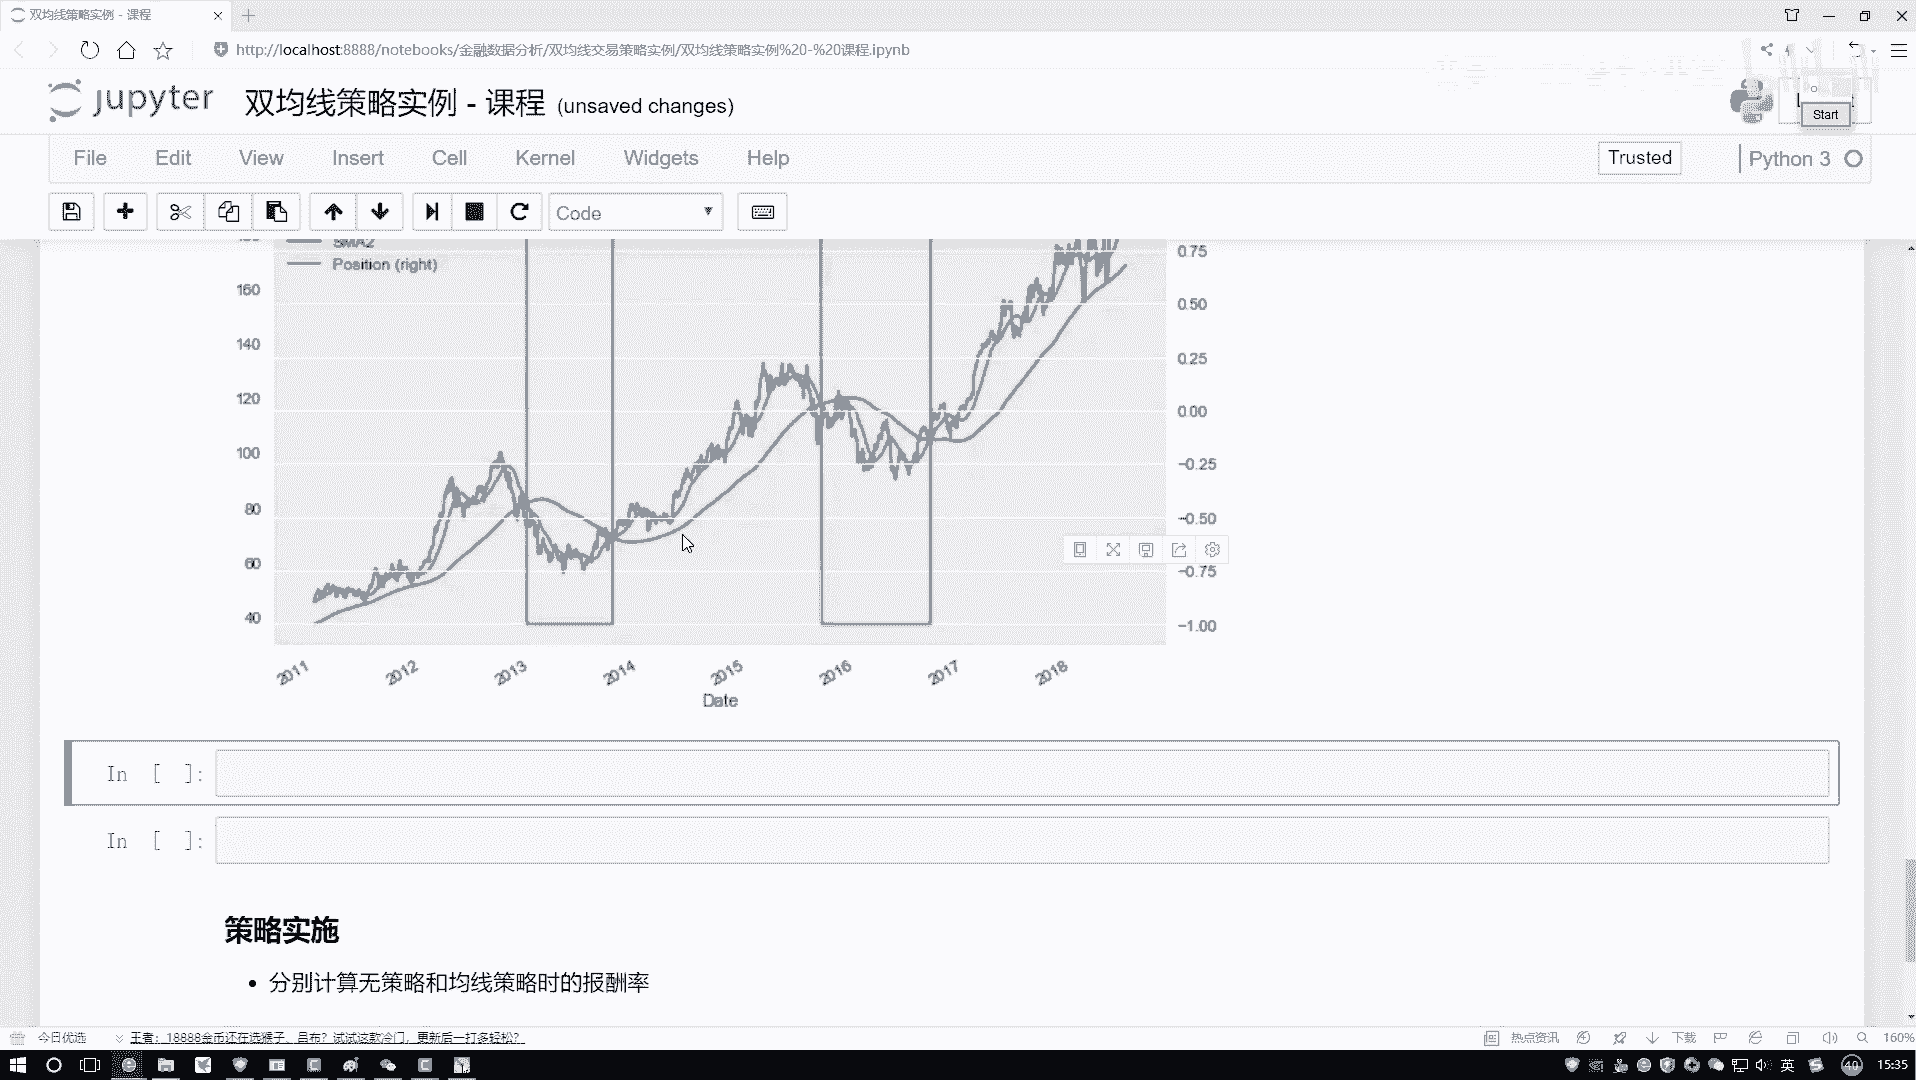 双均线策略实例 - 课程
http://localhost:8888/notebooks/金融数据分析/双均线交易策略实例/双均线策略实例%20-%20课程.ipynb
jupyter 双均线策略实例 - 课程 (unsaved changes)
Start
File Edit View Insert Cell Kernel Widgets Help
Trusted Python 3
Code
SMA2
Position (right)
160
140
120
100
80
60
40
0.75
0.50
0.25
0.00
−0.25
−0.50
−0.75
−1.00
2011 2012 2013 2014 2015 2016 2017 2018
Date
In [ ]:
In [ ]:
策略实施
• 分别计算无策略和均线策略时的报酬率
今日优选 王者：18888金币还在选猴子、吕布？试试这款冷门，更新后一打多轻松？
热点资讯 下载 160%
英 40 15:35